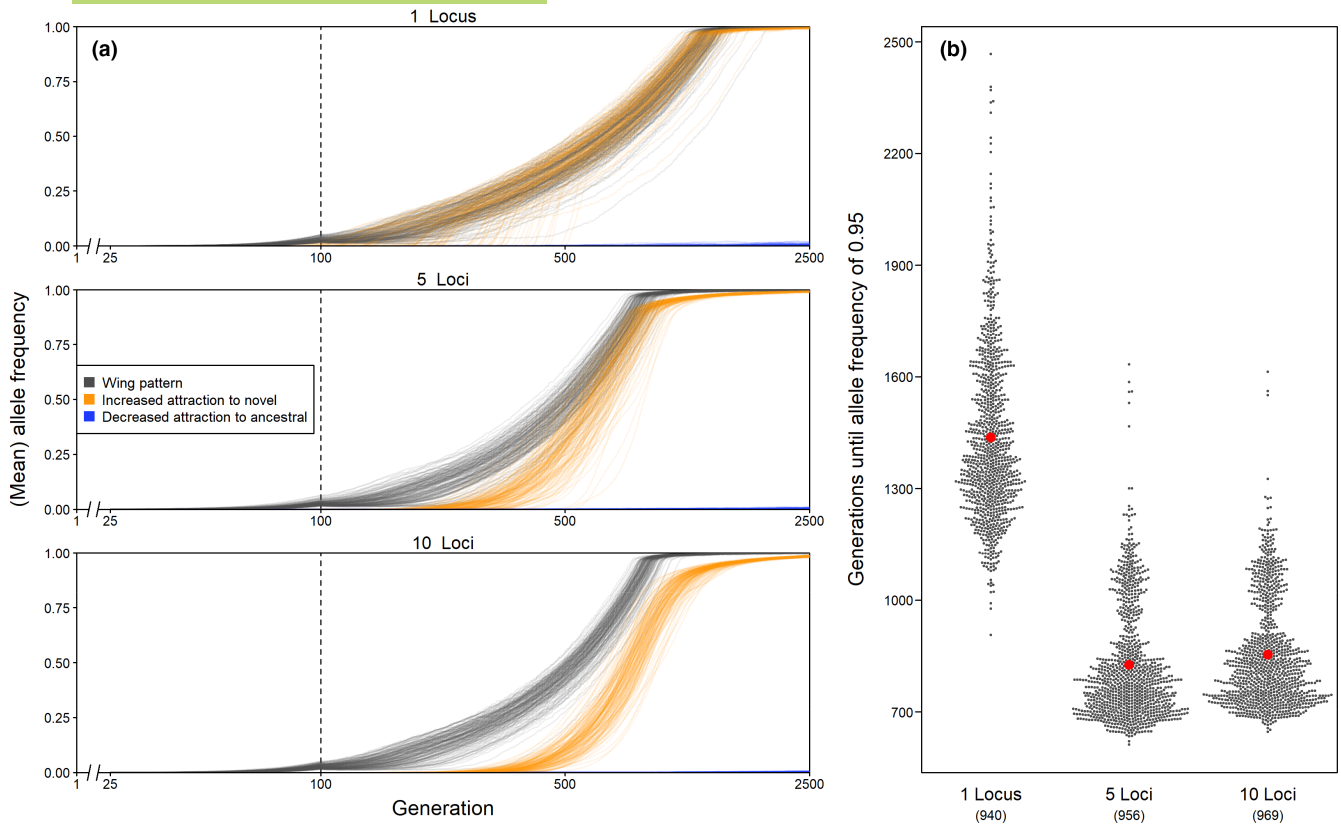 1 Locus
(a)
1.00
0.75
0.50
0.25
0.00
1 25 100 500 2500
5 Loci
1.00
0.75
0.50
0.25
0.00
Wing pattern
Increased attraction to novel
Decreased attraction to ancestral
1 25 100 500 2500
10 Loci
1.00
0.75
0.50
0.25
0.00
1 25 100 500 2500
(Mean) allele frequency
Generation
(b)
2500
2200
1900
1600
1300
1000
700
Generations until allele frequency of 0.95
1 Locus 5 Loci 10 Loci
(940) (956) (969)